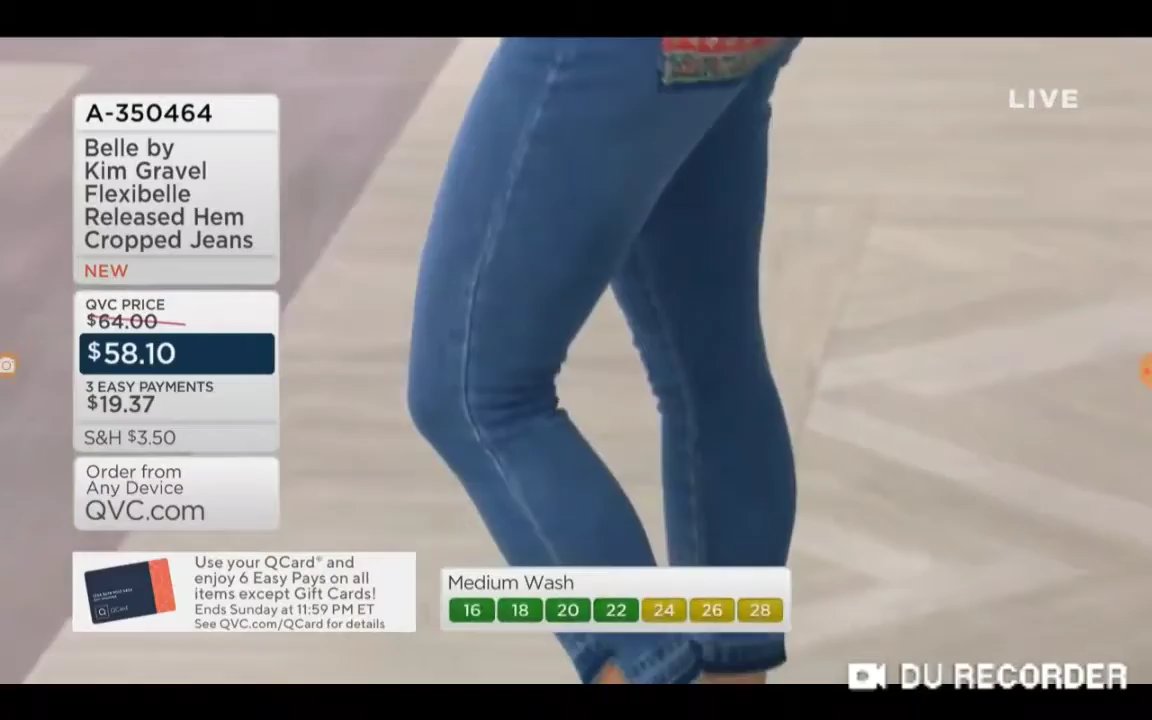 A-350464
Belle by
Kim Gravel
Flexibelle
Released Hem
Cropped Jeans
NEW
QVC PRICE
$64.00
$58.10
3 EASY PAYMENTS
$19.37
S&H $3.50
Order from
Any Device
QVC.com
Use your QCard® and
enjoy 6 Easy Pays on all
items except Gift Cards!
Ends Sunday at 11:59 PM ET
See QVC.com/QCard for details
QCard
Medium Wash
16 18 20 22 24 26 28
LIVE
DU RECORDER